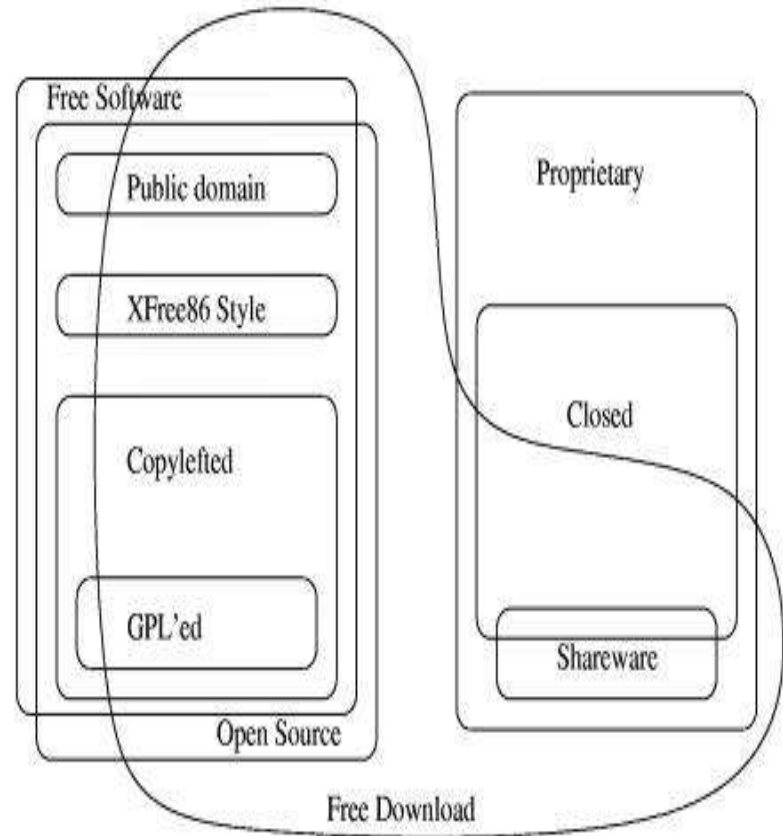 Free Software
Public domain
XFree86 Style
Copylefted
GPL'ed
Open Source
Proprietary
Closed
Shareware
Free Download